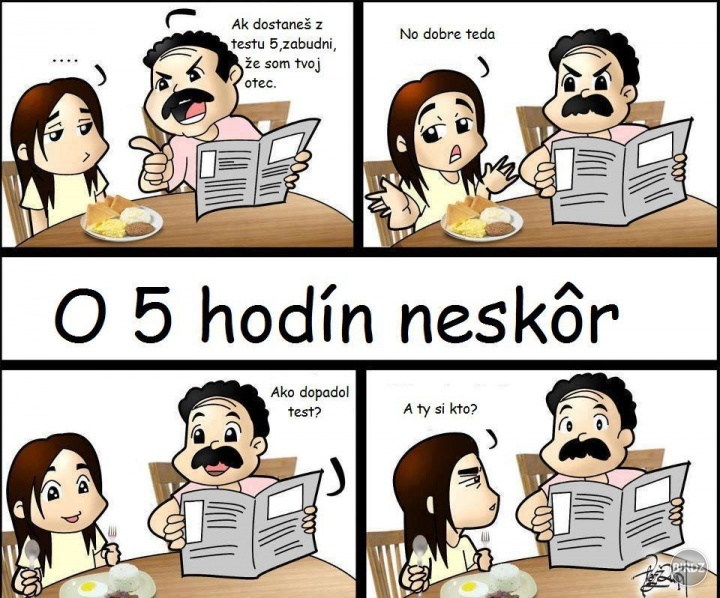 ....
Ak dostaneš z
testu 5,zabudni,
že som tvoj
otec.
No dobre teda
O 5 hodín neskôr
Ako dopadol
test?
A ty si kto?
BIRDZ